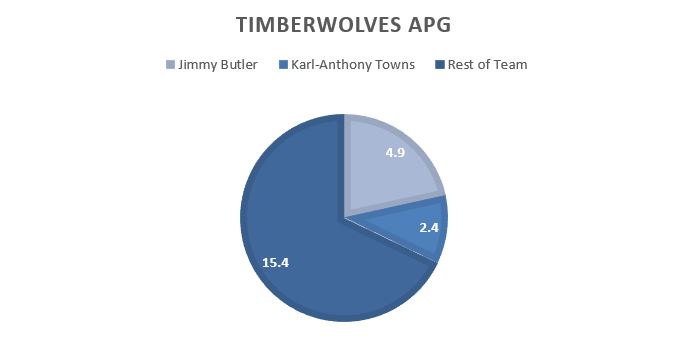 TIMBERWOLVES APG
Jimmy Butler Karl-Anthony Towns Rest of Team
4.9
2.4
15.4